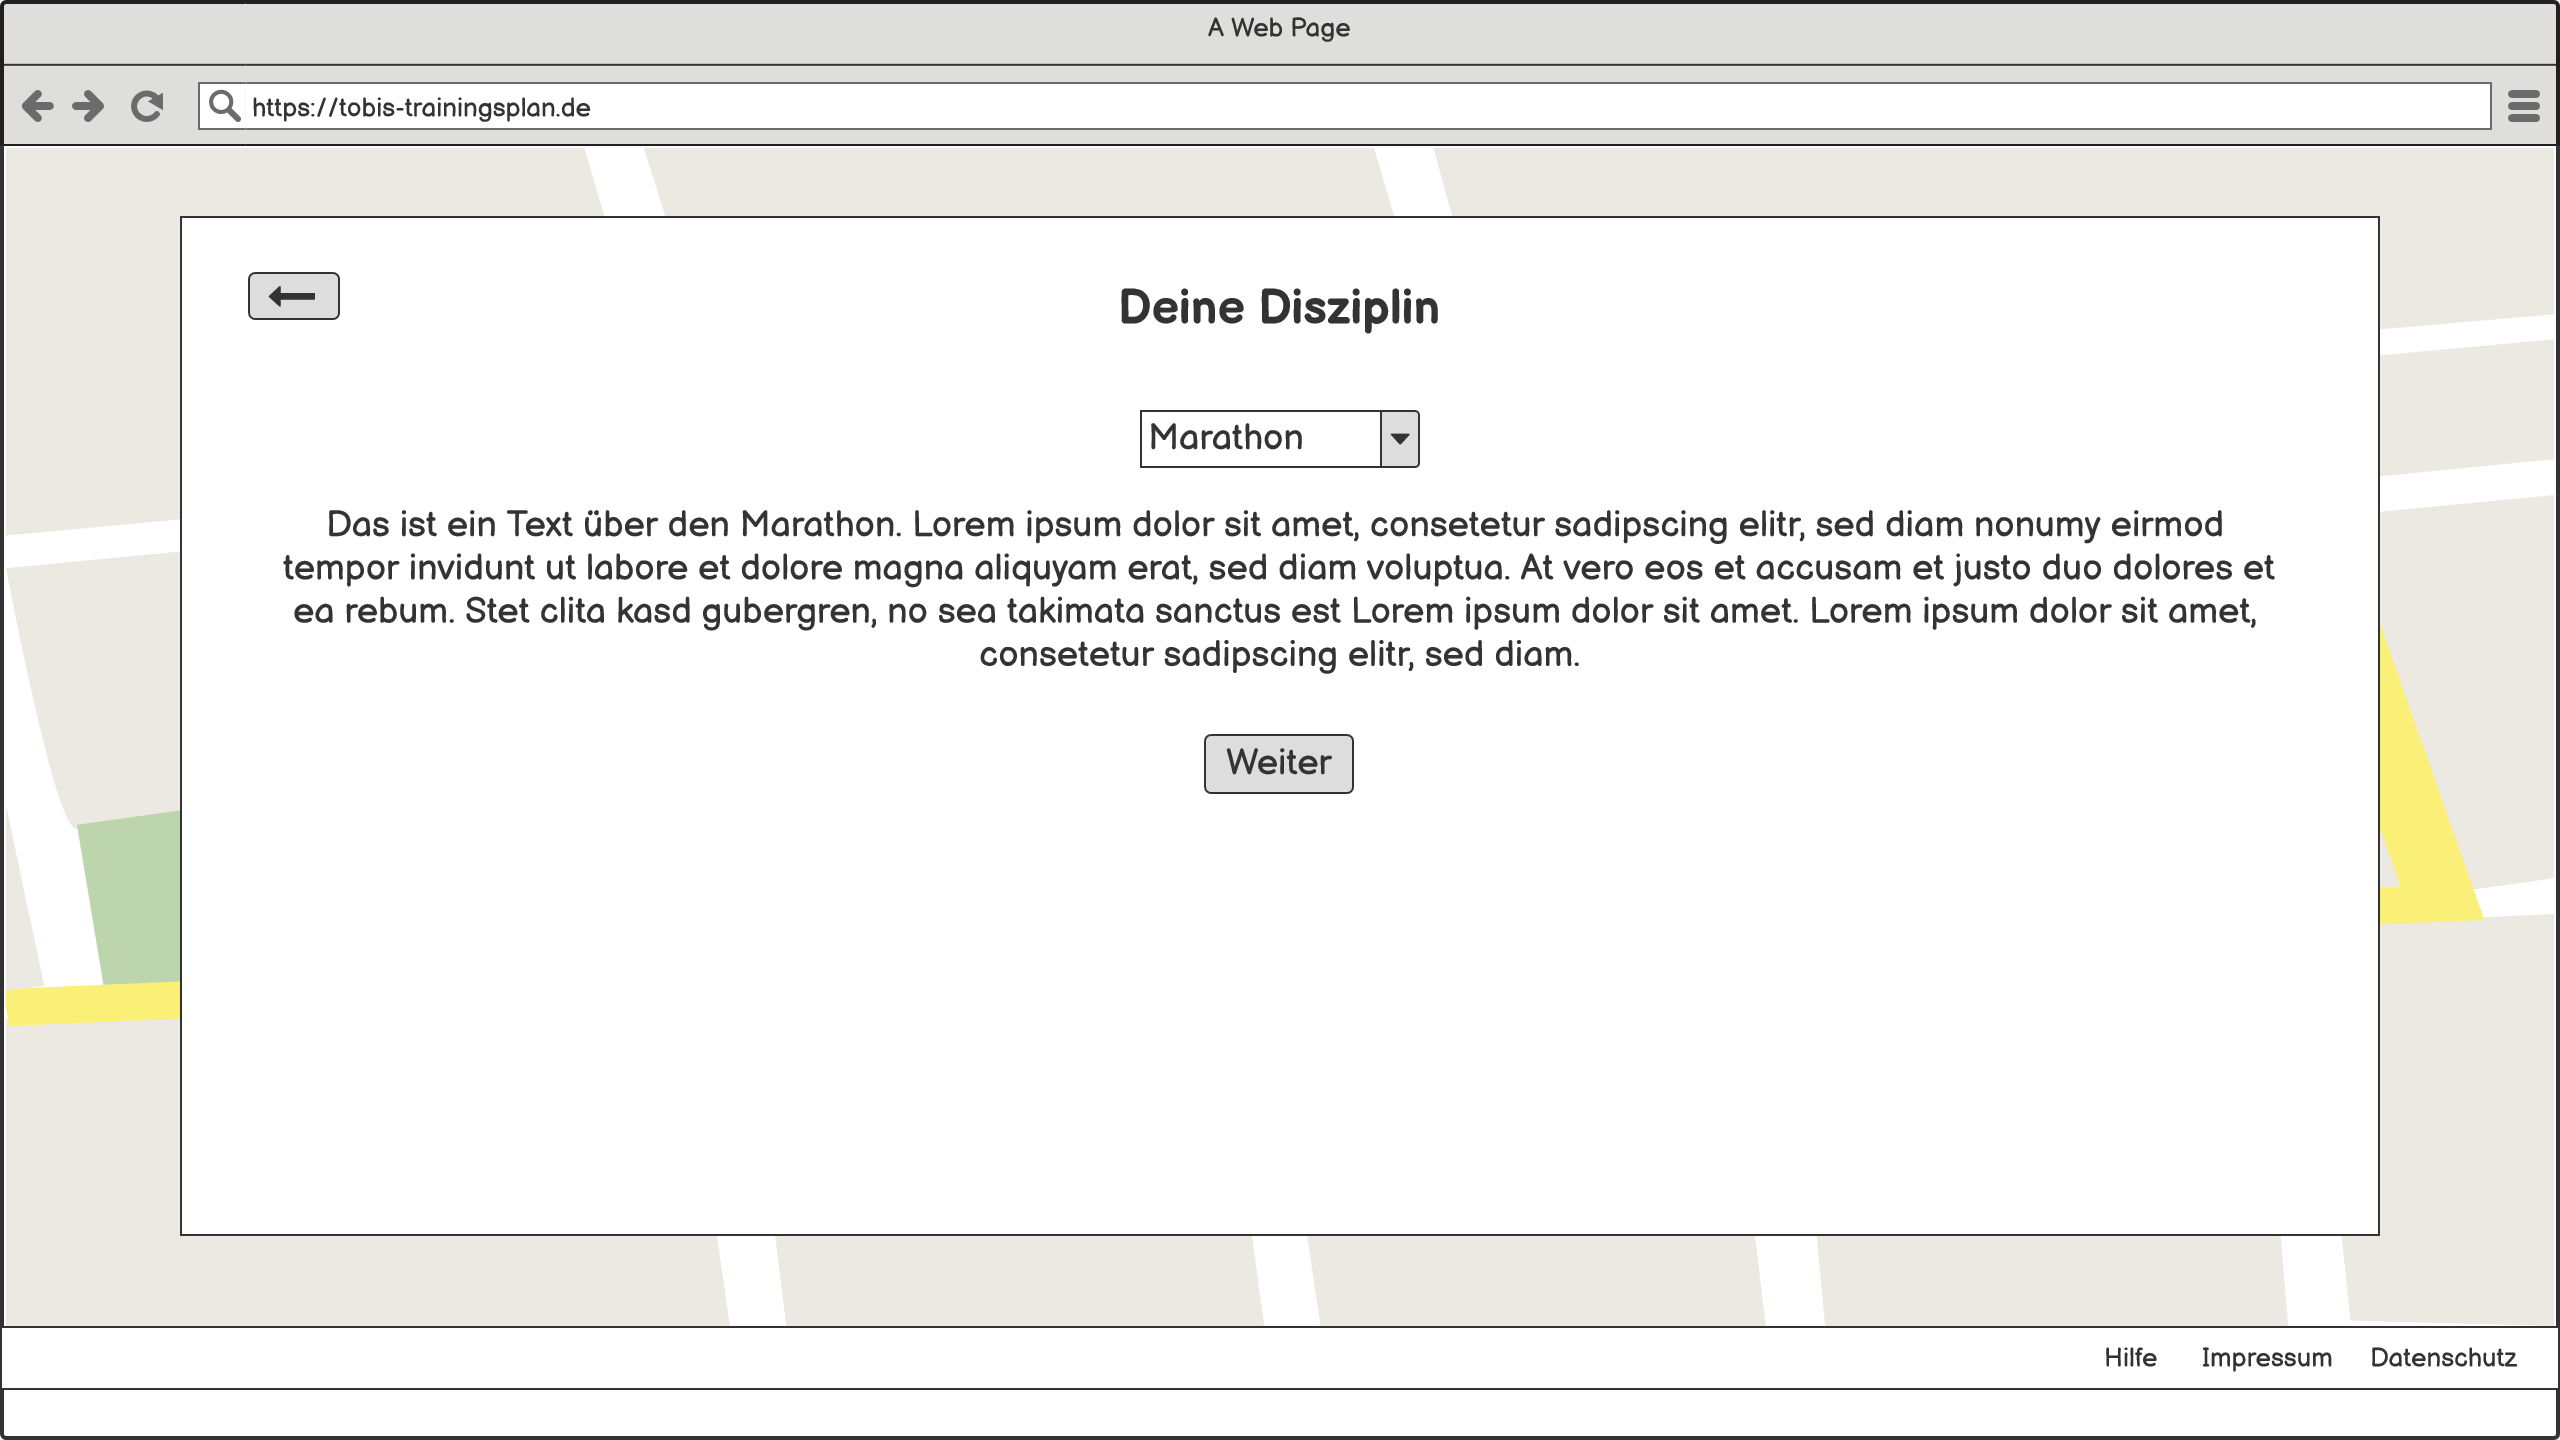 A Web Page
https://tobis-trainingsplan.de
Deine Disziplin
Marathon
Das ist ein Text über den Marathon. Lorem ipsum dolor sit amet, consetetur sadipscing elitr, sed diam nonumy eirmod
tempor invidunt ut labore et dolore magna aliquyam erat, sed diam voluptua. At vero eos et accusam et justo duo dolores et
ea rebum. Stet clita kasd gubergren, no sea takimata sanctus est Lorem ipsum dolor sit amet. Lorem ipsum dolor sit amet,
consetetur sadipscing elitr, sed diam.
Weiter
Hilfe Impressum Datenschutz